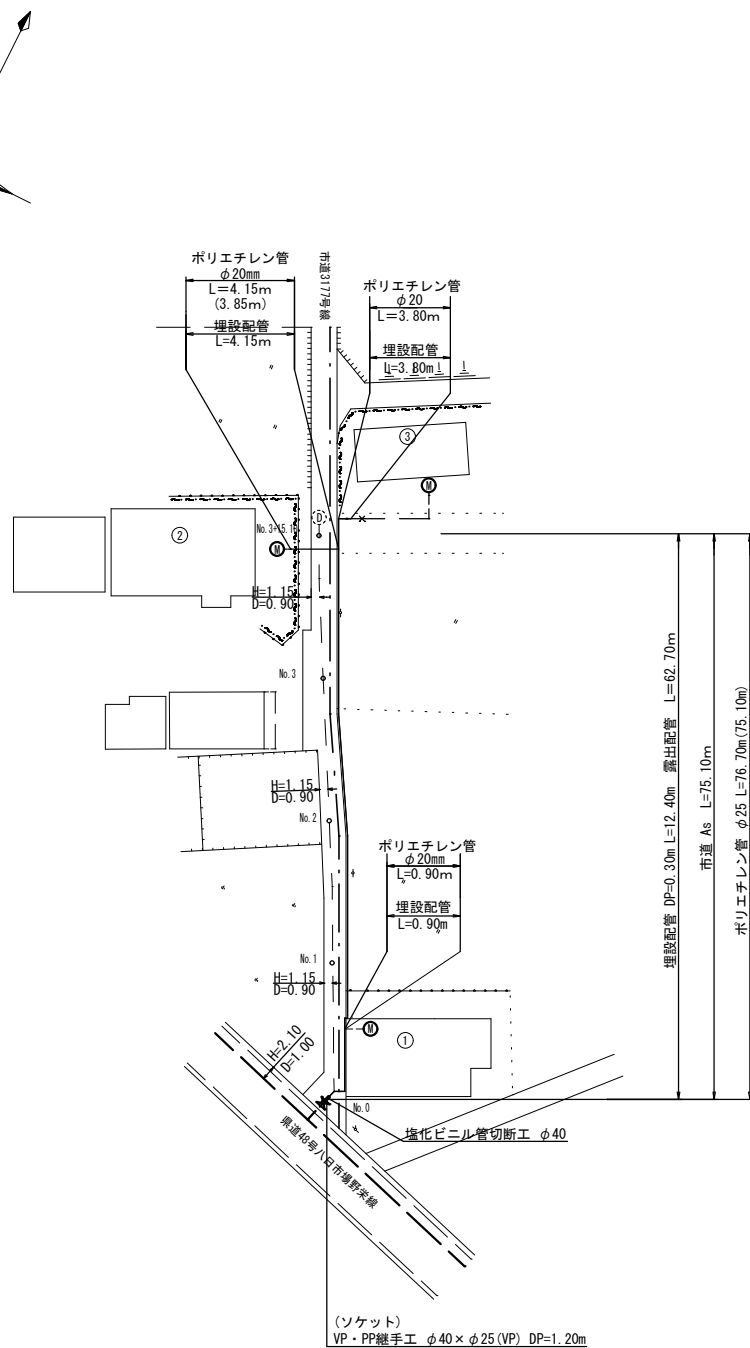 ポリエチレン管
φ20mm
L=4.15m
(3.85m)
埋設配管
L=4.15m
市道3177号線
ポリエチレン管
φ20
L=3.80m
埋設配管
L=3.80m
③
M
②
No.3+15.1
D
M
H=1.15
D=0.90
No.3
H=1.15
D=0.90
No.2
ポリエチレン管
φ20mm
L=0.90m
埋設配管
L=0.90m
No.1
H=1.15
D=0.90
M
①
H=2.10
D=1.00
No.0
県道48号八日市場野栄線
塩化ビニル管切断工 φ40
(ソケット)
VP・PP継手工 φ40×φ25(VP) DP=1.20m
埋設配管 DP=0.30m L=12.40m 露出配管 L=62.70m
市道 As L=75.10m
ポリエチレン管 φ25 L=76.70m(75.10m)